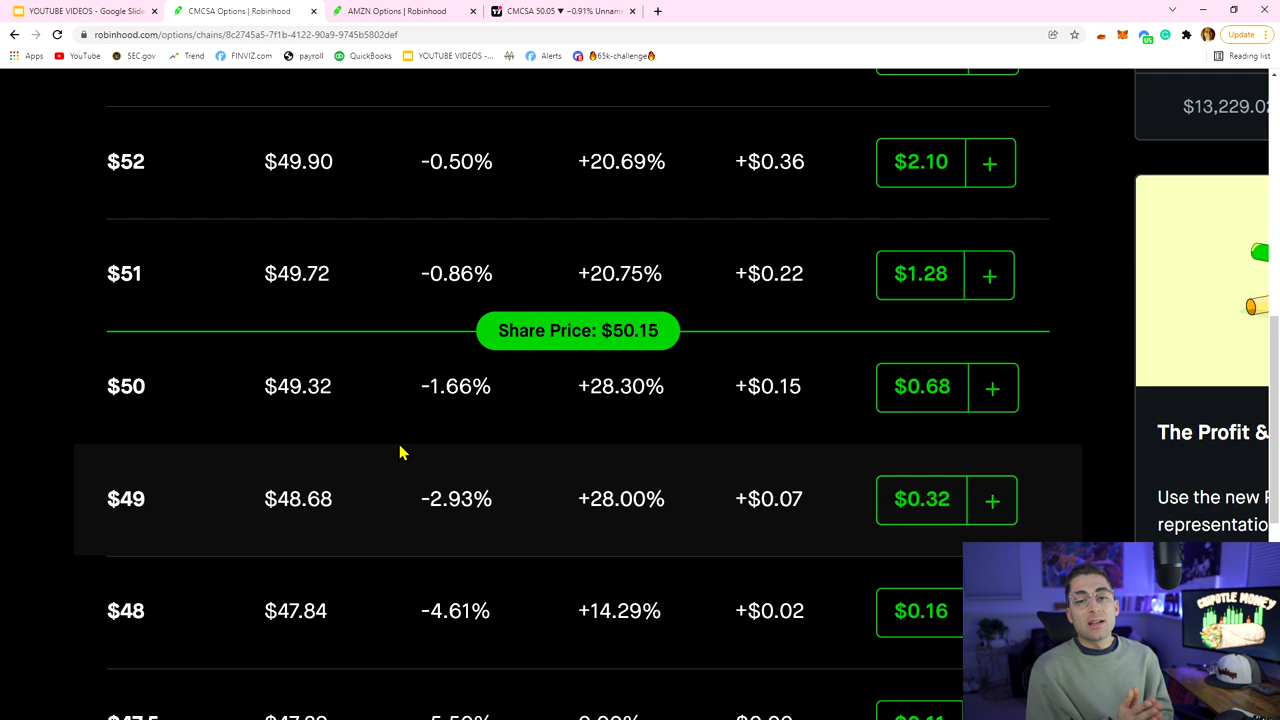 YOUTUBE VIDEOS - Google Slide
CMCSA Options | Robinhood
AMZN Options | Robinhood
CMCSA 50.05 ▼ −0.91% Unnam
robinhood.com/options/chains/8c2745a5-7f1b-4122-90a9-9745b5802def
Update
Apps
YouTube
SEC.gov
Trend
FINVIZ.com
payroll
QuickBooks
YOUTUBE VIDEOS -...
Alerts
🔥65k-challenge🔥
Reading list
$13,229.02
$52 $49.90 -0.50% +20.69% +$0.36 $2.10 +
$51 $49.72 -0.86% +20.75% +$0.22 $1.28 +
Share Price: $50.15
$50 $49.32 -1.66% +28.30% +$0.15 $0.68 +
The Profit &
$49 $48.68 -2.93% +28.00% +$0.07 $0.32 +
Use the new
representatio
$48 $47.84 -4.61% +14.29% +$0.02 $0.16
CHIPOTLE MONEY